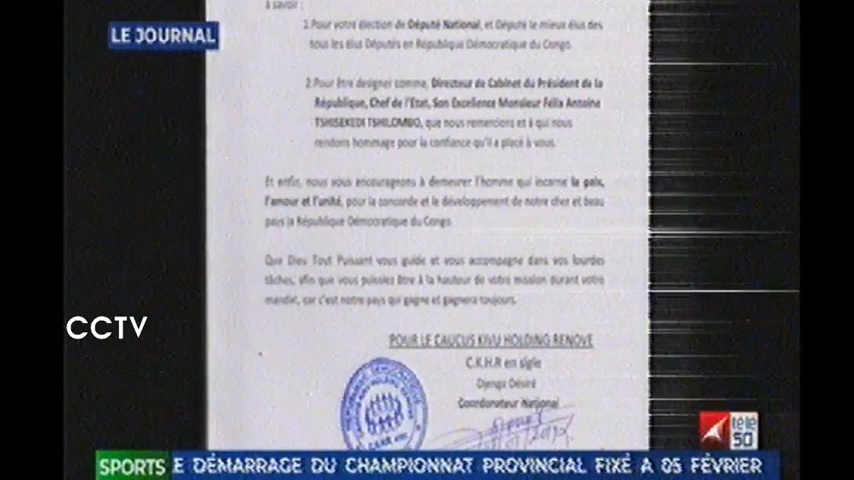 à savoir :
LE JOURNAL
1.Pour votre élection de Député National, et Député le mieux élus des
tous les élus Députés en République Démocratique du Congo.
2.Pour être designer comme, Directeur de Cabinet du Président de la
République, Chef de l'Etat, Son Excellence Monsieur Félix Antoine
TSHISEKEDI TSHILOMBO, que nous remercions et à qui nous
rendons hommage pour la confiance qu'il a placé à vous.
Et enfin, nous vous encourageons à demeurer l'homme qui incarne la paix,
l'amour et l'unité, pour la concorde et le développement de notre cher et beau
pays la République Démocratique du Congo.
Que Dieu Tout Puissant vous guide et vous accompagne dans vos lourdes
tâches, afin que vous puissiez être à la hauteur de votre mission durant votre
mandat, car c'est notre pays qui gagne et gagnera toujours.
CCTV
POUR LE CAUCUS KIVU HOLDING RENOVE
C.K.H.R en sigle
Djenga Désiré
Coordonateur National
télé
50
SPORTS E DÉMARRAGE DU CHAMPIONNAT PROVINCIAL FIXÉ A 05 FÉVRIER